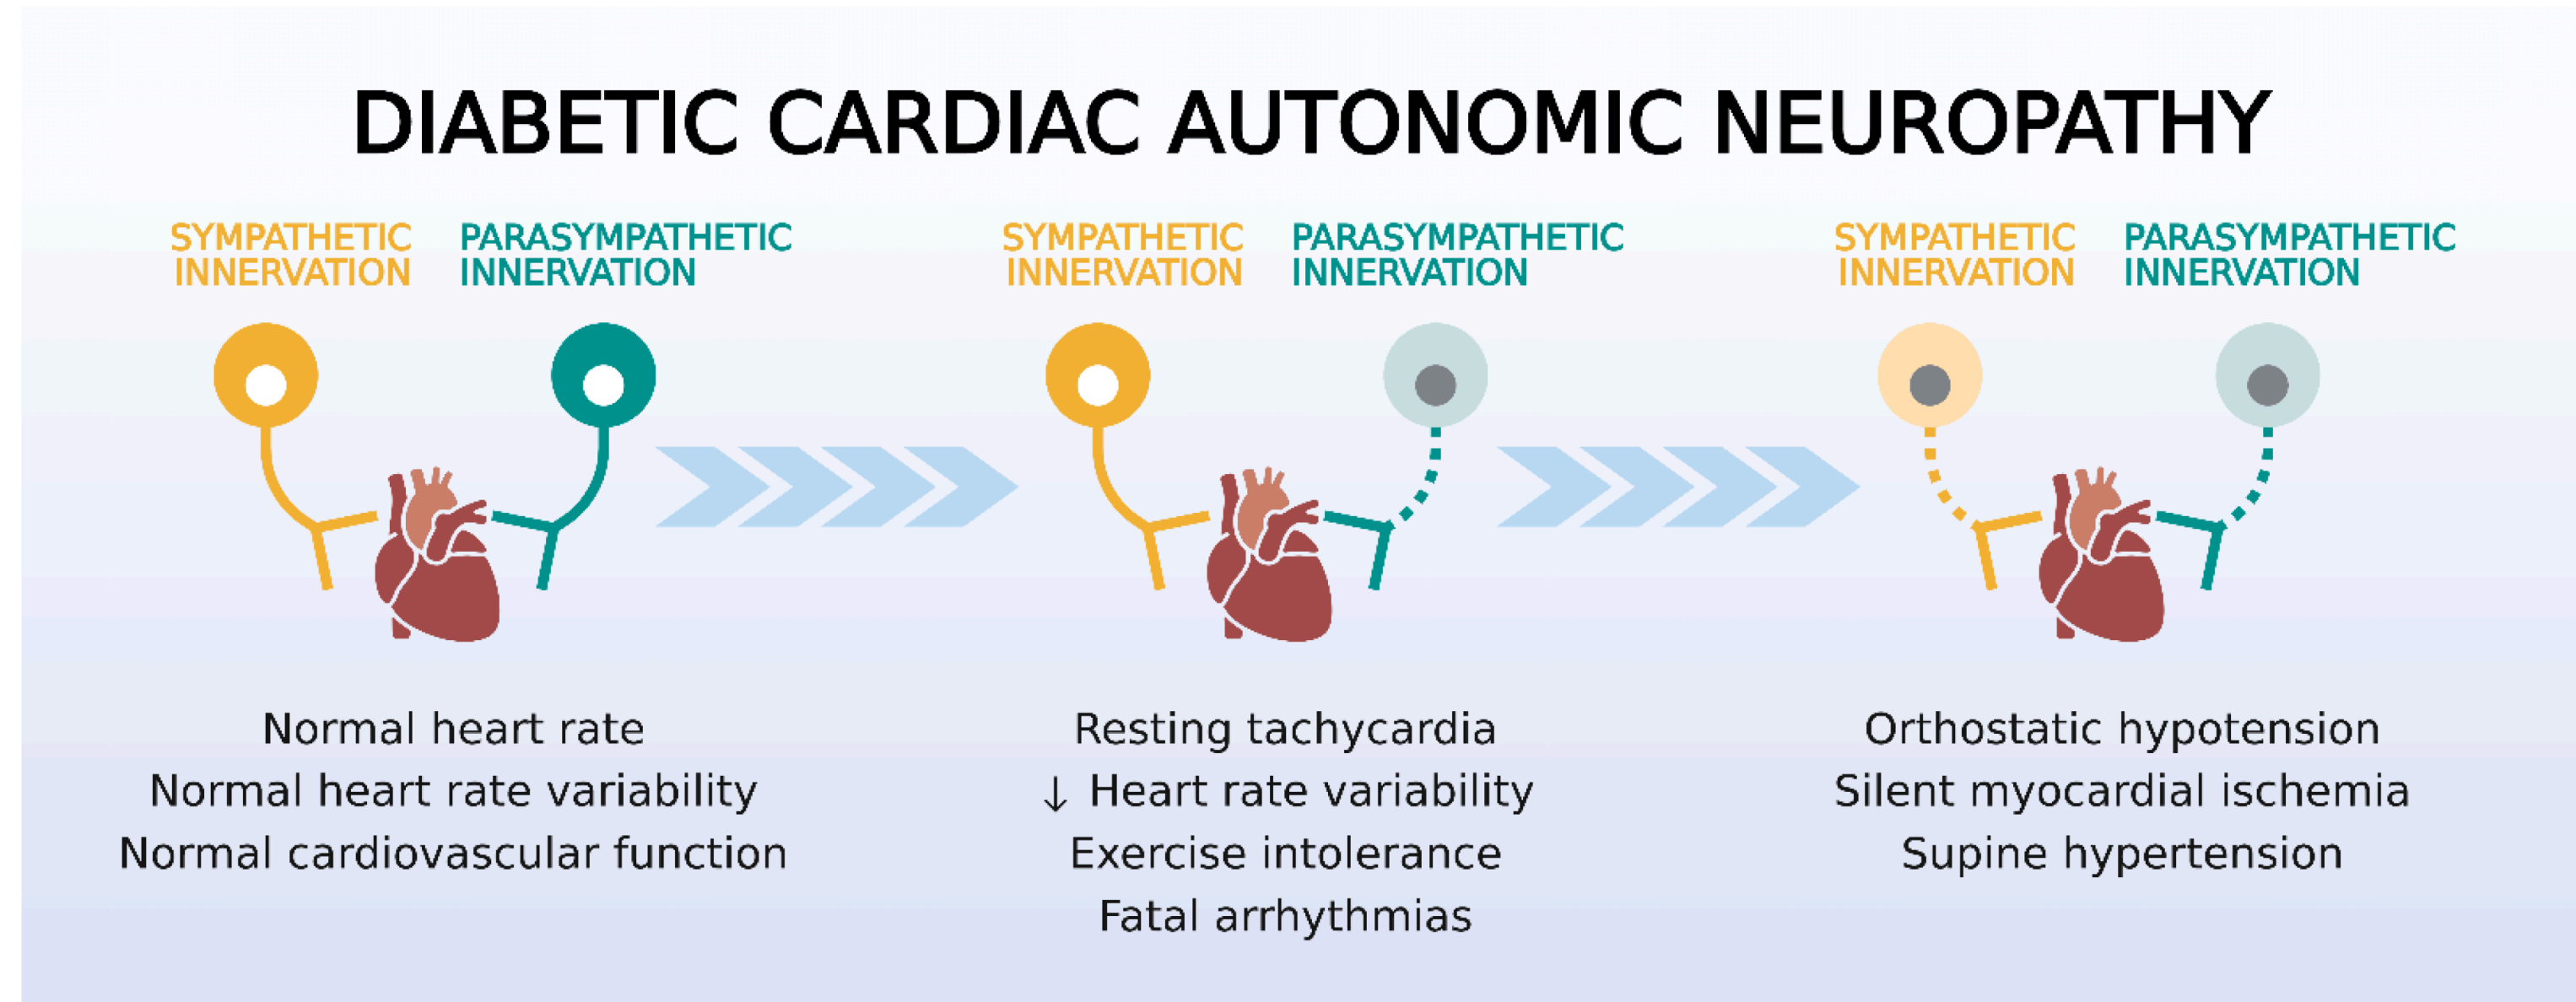 DIABETIC CARDIAC AUTONOMIC NEUROPATHY
SYMPATHETIC
INNERVATION
PARASYMPATHETIC
INNERVATION
SYMPATHETIC
INNERVATION
PARASYMPATHETIC
INNERVATION
SYMPATHETIC
INNERVATION
PARASYMPATHETIC
INNERVATION
Normal heart rate
Normal heart rate variability
Normal cardiovascular function
Resting tachycardia
↓ Heart rate variability
Exercise intolerance
Fatal arrhythmias
Orthostatic hypotension
Silent myocardial ischemia
Supine hypertension